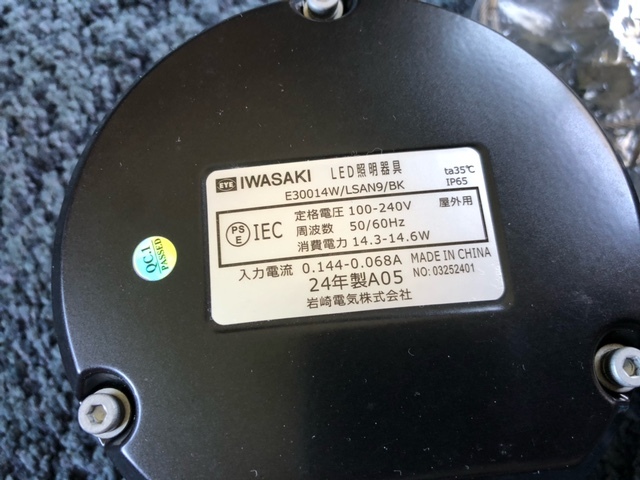 EYE IWASAKI LED照明器具 ta35℃
E30014W/LSAN9/BK IP65
PS E IEC 定格電圧 100-240V 屋外用
周波数 50/60Hz
消費電力 14.3-14.6W
入力電流 0.144-0.068A MADE IN CHINA
24年製A05 NO: 03252401
岩崎電気株式会社
QC.1
PASSED